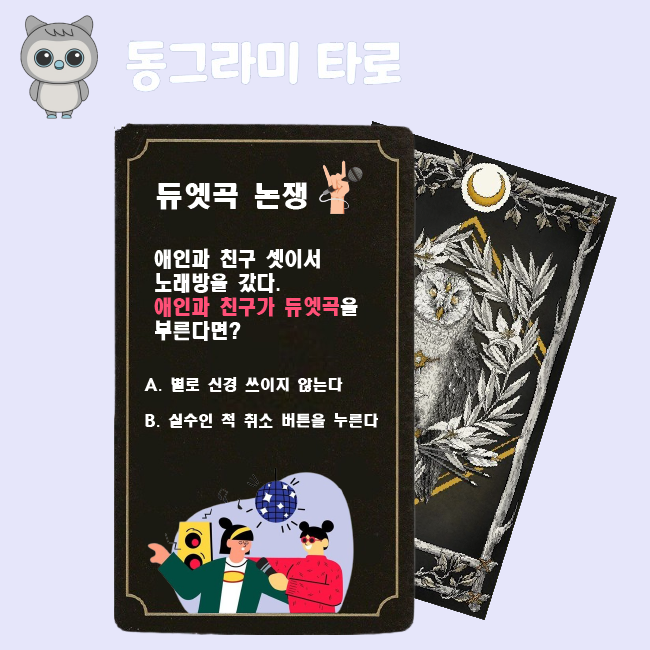 동그라미 타로
듀엣곡 논쟁
애인과 친구 셋이서
노래방을 갔다.
애인과 친구가 듀엣곡을
부른다면?
A. 별로 신경 쓰이지 않는다
B. 실수인 척 취소 버튼을 누른다